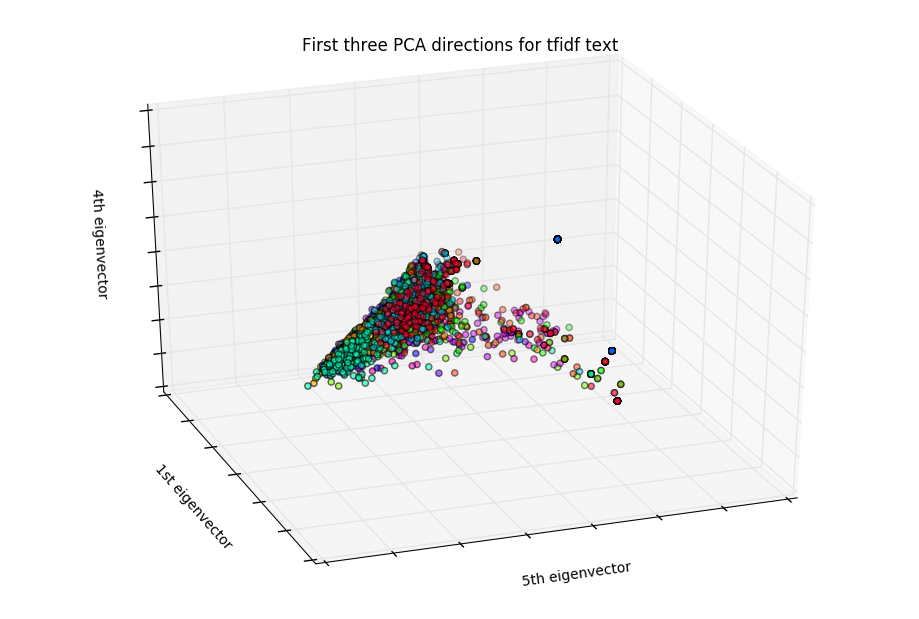 First three PCA directions for tfidf text
4th eigenvector
1st eigenvector
5th eigenvector